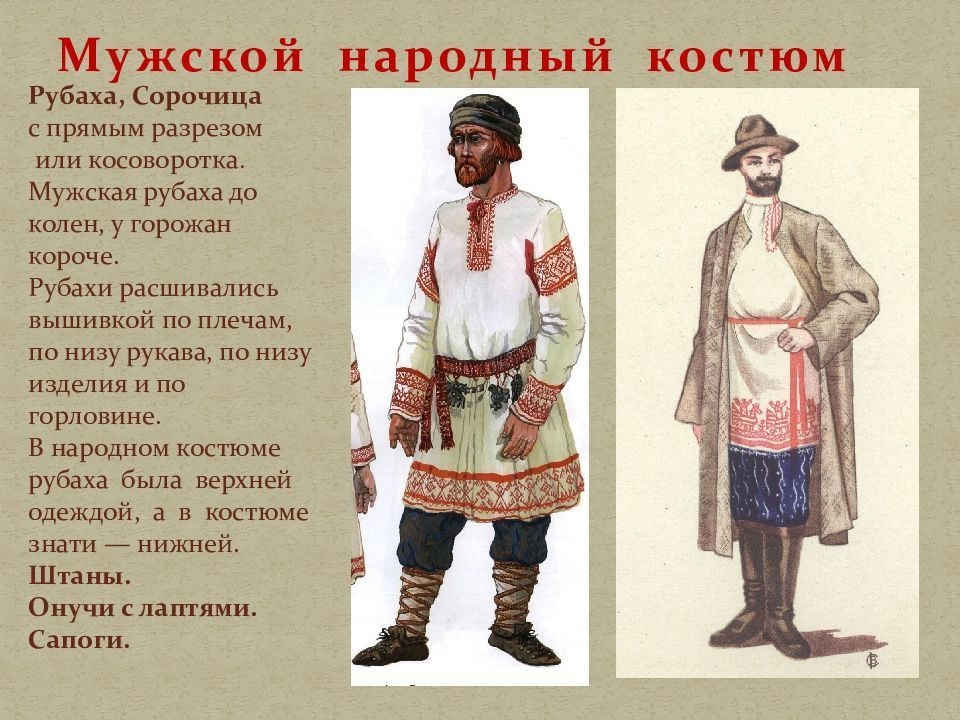 Мужской народный костюм
Рубаха, Сорочица
с прямым разрезом
или косоворотка.
Мужская рубаха до
колен, у горожан
короче.
Рубахи расшивались
вышивкой по плечам,
по низу рукава, по низу
изделия и по
горловине.
В народном костюме
рубаха была верхней
одеждой, а в костюме
знати — нижней.
Штаны.
Онучи с лаптями.
Сапоги.